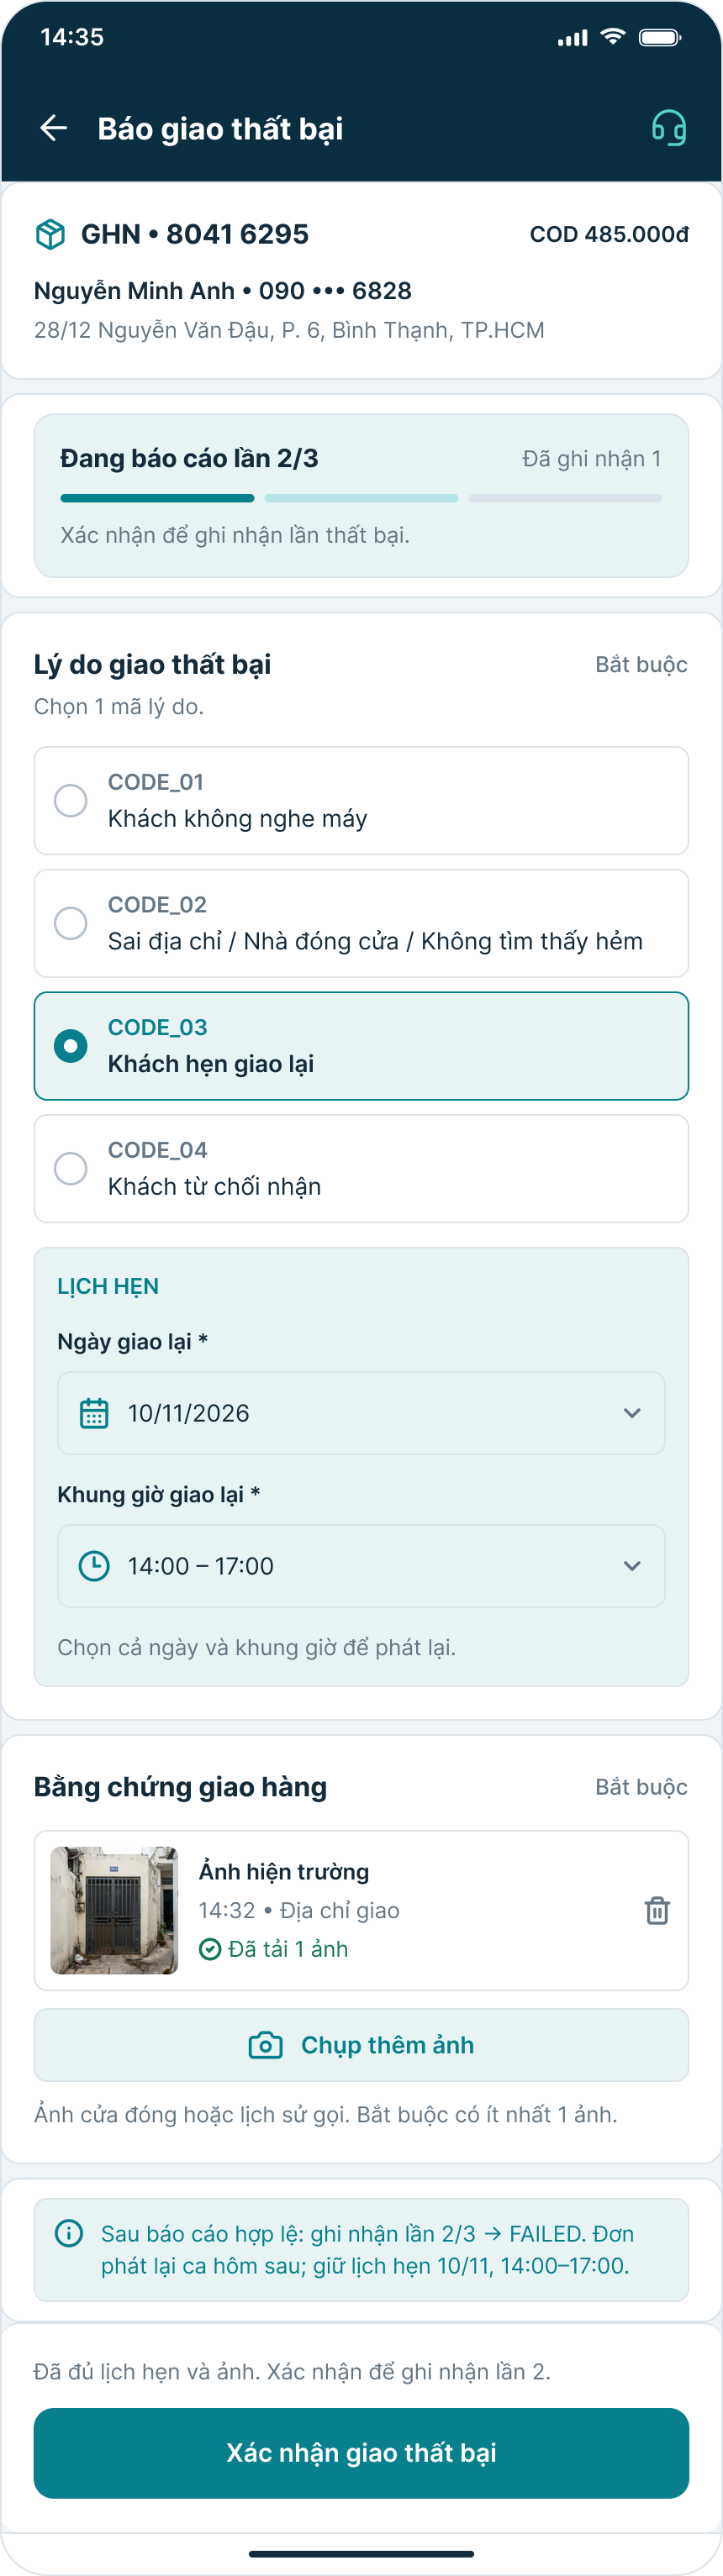 14:35
Báo giao thất bại
GHN • 8041 6295
COD 485.000đ
Nguyễn Minh Anh • 090 ••• 6828
28/12 Nguyễn Văn Đậu, P. 6, Bình Thạnh, TP.HCM
Đang báo cáo lần 2/3
Đã ghi nhận 1
Xác nhận để ghi nhận lần thất bại.
Lý do giao thất bại
Bắt buộc
Chọn 1 mã lý do.
CODE_01
Khách không nghe máy
CODE_02
Sai địa chỉ / Nhà đóng cửa / Không tìm thấy hẻm
CODE_03
Khách hẹn giao lại
CODE_04
Khách từ chối nhận
LỊCH HẸN
Ngày giao lại *
10/11/2026
Khung giờ giao lại *
14:00 – 17:00
Chọn cả ngày và khung giờ để phát lại.
Bằng chứng giao hàng
Bắt buộc
Ảnh hiện trường
14:32 • Địa chỉ giao
Đã tải 1 ảnh
Chụp thêm ảnh
Ảnh cửa đóng hoặc lịch sử gọi. Bắt buộc có ít nhất 1 ảnh.
Sau báo cáo hợp lệ: ghi nhận lần 2/3 → FAILED. Đơn
phát lại ca hôm sau; giữ lịch hẹn 10/11, 14:00–17:00.
Đã đủ lịch hẹn và ảnh. Xác nhận để ghi nhận lần 2.
Xác nhận giao thất bại